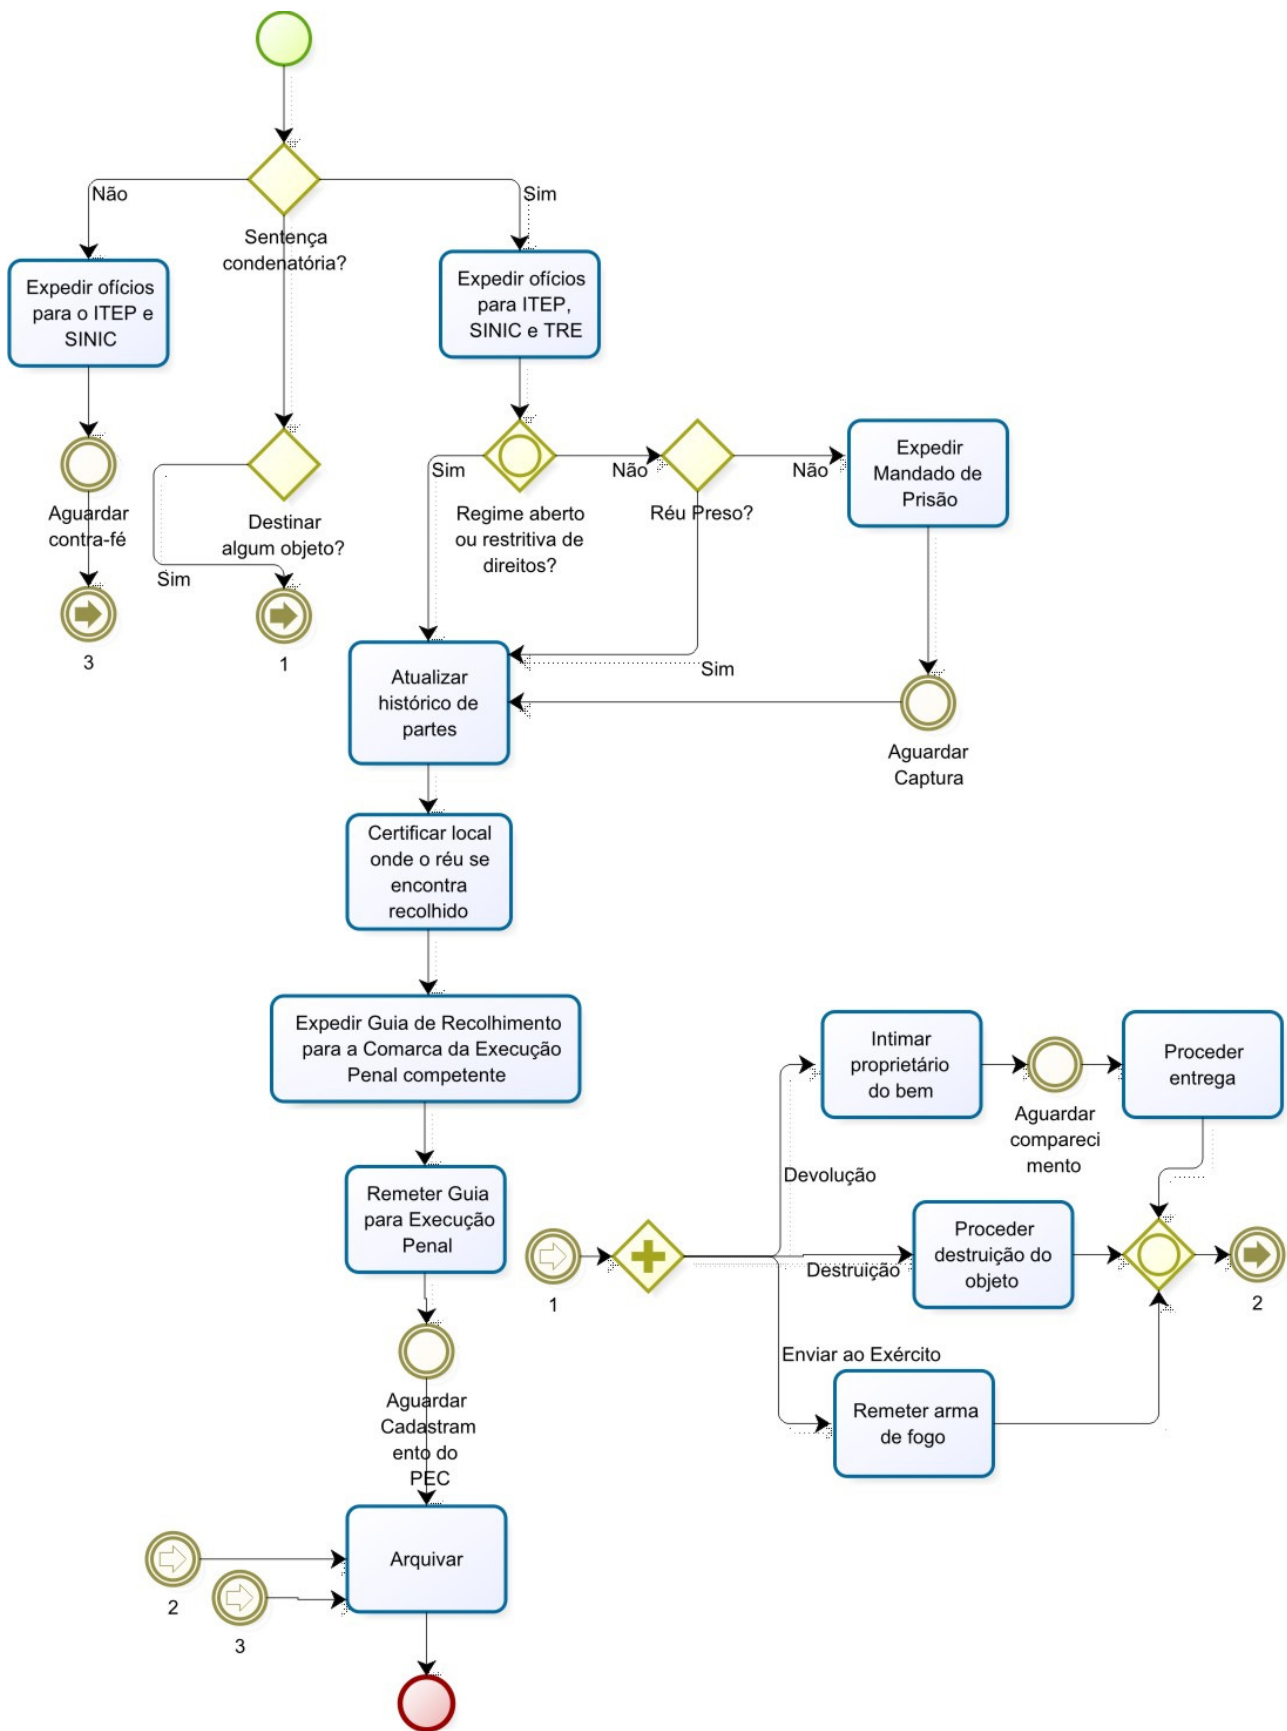 Não
Sim
Sentença
condenatória?
Expedir ofícios
para o ITEP e
SINIC
Expedir ofícios
para ITEP,
SINIC e TRE
Aguardar
contra-fé
3
Destinar
algum objeto?
Sim
1
Sim
Regime aberto
ou restritiva de
direitos?
Não
Réu Preso?
Não
Expedir
Mandado de
Prisão
Sim
Aguardar
Captura
Atualizar
histórico de
partes
Certificar local
onde o réu se
encontra
recolhido
Expedir Guia de Recolhimento
para a Comarca da Execução
Penal competente
Remeter Guia
para Execução
Penal
Aguardar
Cadastram
ento do
PEC
Arquivar
2
3
1
Devolução
Intimar
proprietário
do bem
Aguardar
compareci
mento
Proceder
entrega
Destruição
Proceder
destruição do
objeto
2
Enviar ao Exército
Remeter arma
de fogo